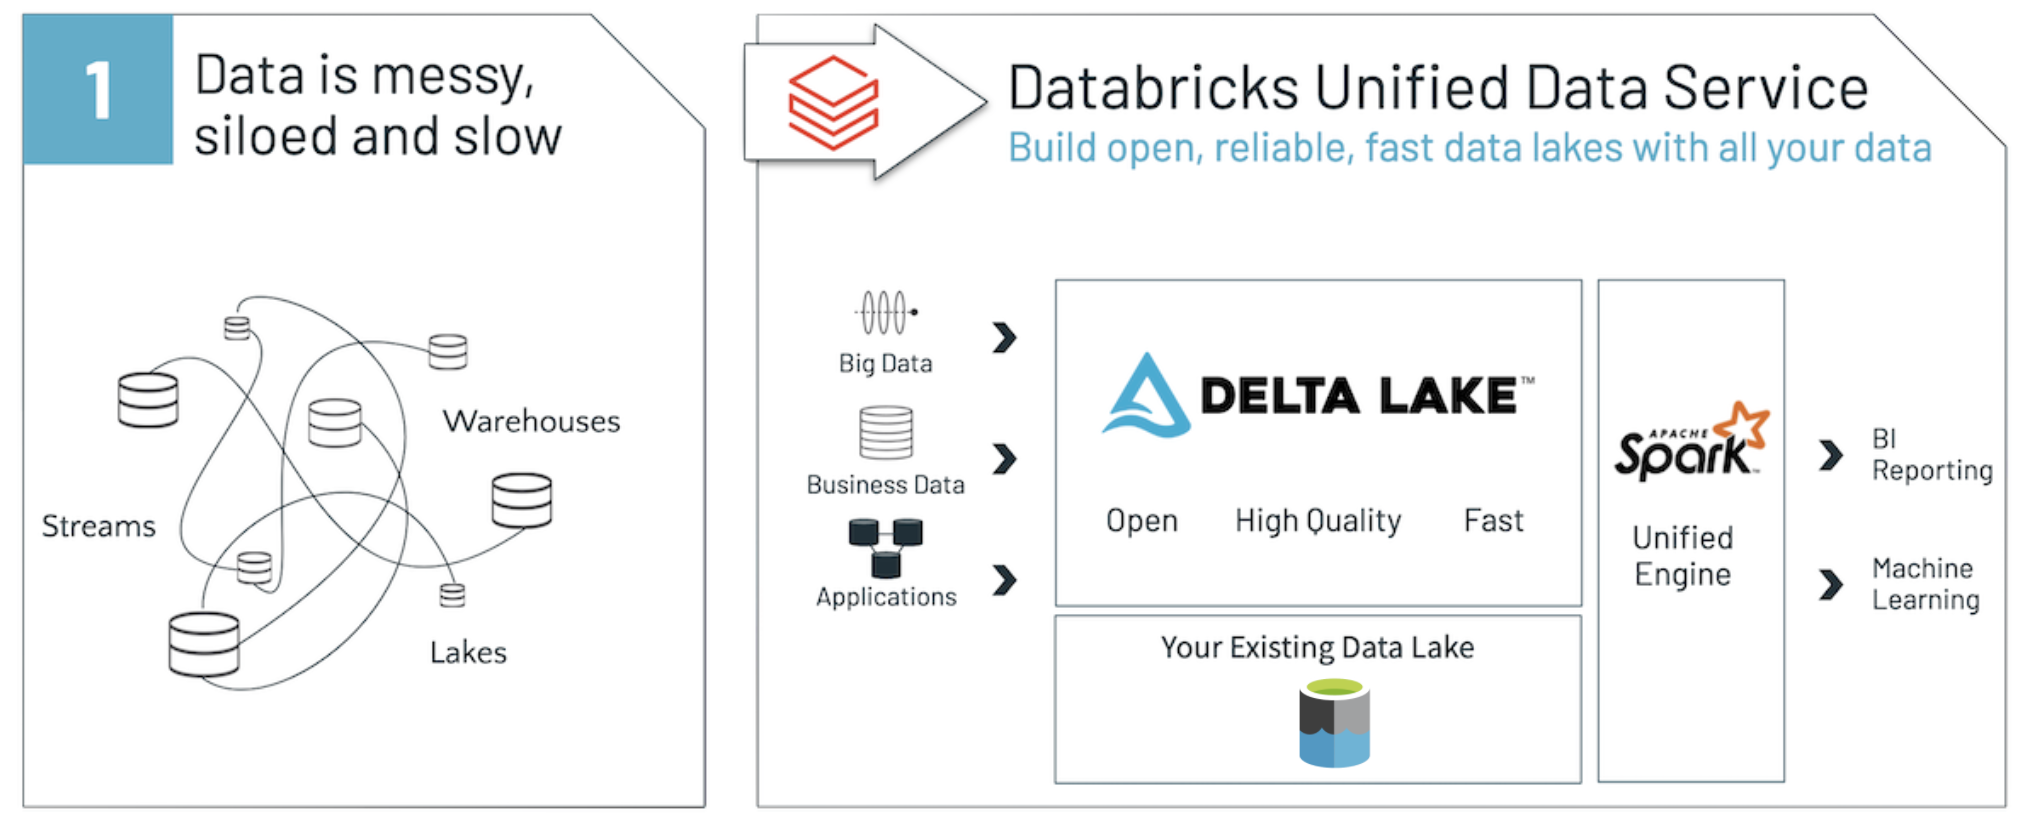 1
Data is messy,
siloed and slow
Warehouses
Streams
Lakes
Databricks Unified Data Service
Build open, reliable, fast data lakes with all your data
Big Data
Business Data
Applications
DELTA LAKE™
Open High Quality Fast
Your Existing Data Lake
APACHE
Spark™
Unified
Engine
BI
Reporting
Machine
Learning